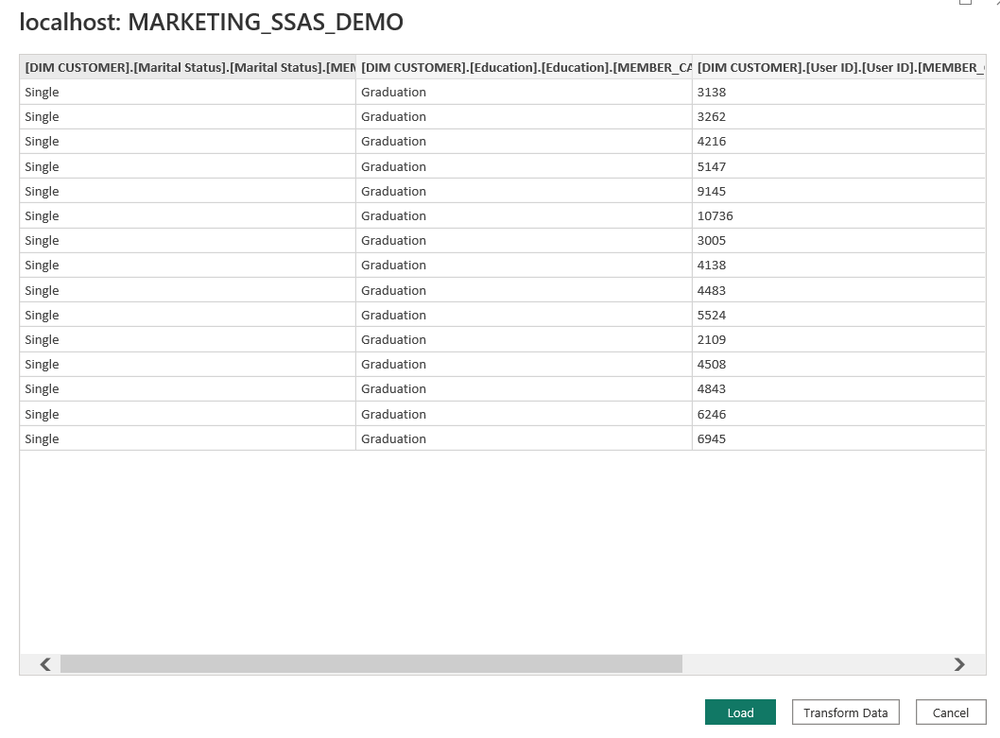 localhost: MARKETING_SSAS_DEMO
[DIM CUSTOMER].[Marital Status].[Marital Status].[MEM [DIM CUSTOMER].[Education].[Education].[MEMBER_CA [DIM CUSTOMER].[User ID].[User ID].[MEMBER_
Single Graduation 3138
Single Graduation 3262
Single Graduation 4216
Single Graduation 5147
Single Graduation 9145
Single Graduation 10736
Single Graduation 3005
Single Graduation 4138
Single Graduation 4483
Single Graduation 5524
Single Graduation 2109
Single Graduation 4508
Single Graduation 4843
Single Graduation 6246
Single Graduation 6945
Load Transform Data Cancel